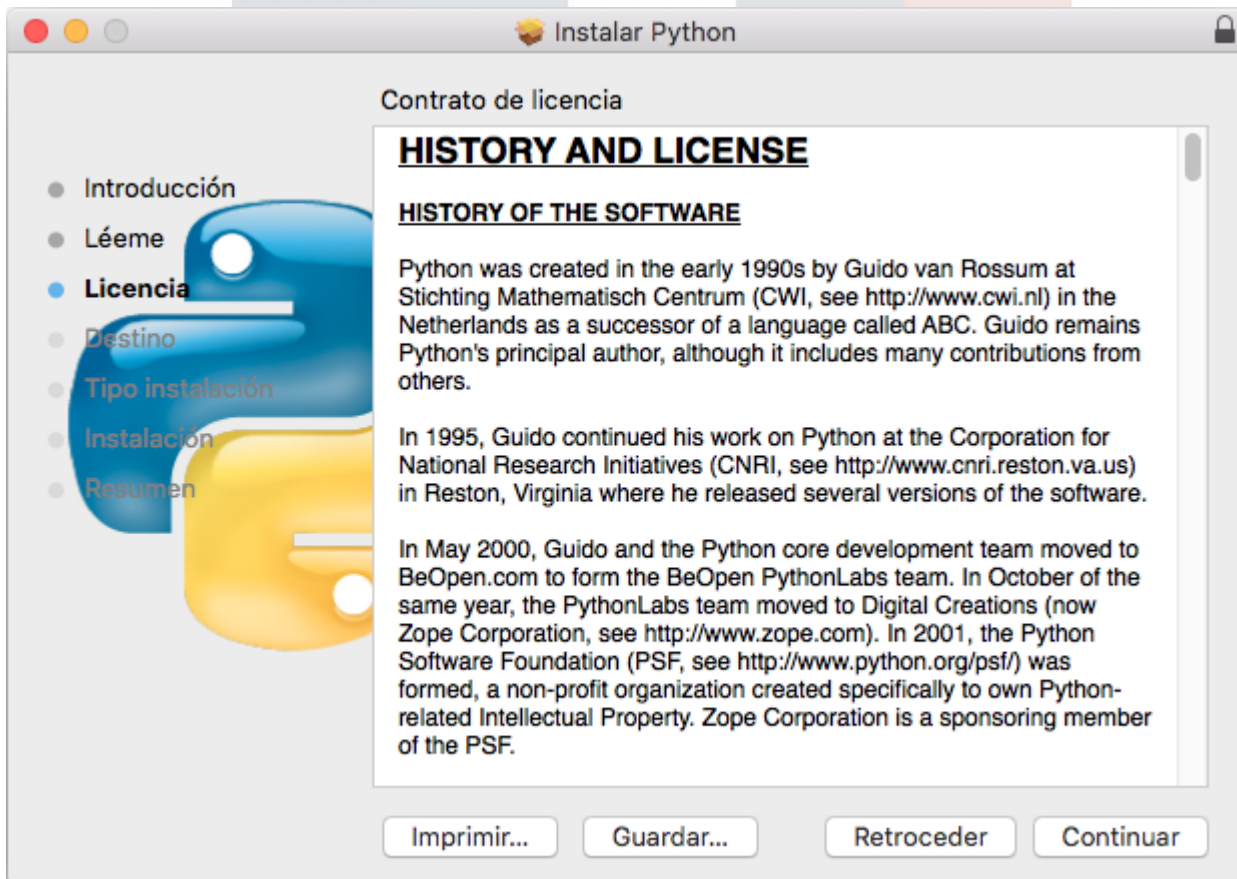 Instalar Python
Contrato de licencia
Introducción
Léeme
Licencia
Destino
Tipo instalación
Instalación
Resumen
HISTORY AND LICENSE
HISTORY OF THE SOFTWARE
Python was created in the early 1990s by Guido van Rossum at
Stichting Mathematisch Centrum (CWI, see http://www.cwi.nl) in the
Netherlands as a successor of a language called ABC. Guido remains
Python's principal author, although it includes many contributions from
others.
In 1995, Guido continued his work on Python at the Corporation for
National Research Initiatives (CNRI, see http://www.cnri.reston.va.us)
in Reston, Virginia where he released several versions of the software.
In May 2000, Guido and the Python core development team moved to
BeOpen.com to form the BeOpen PythonLabs team. In October of the
same year, the PythonLabs team moved to Digital Creations (now
Zope Corporation, see http://www.zope.com). In 2001, the Python
Software Foundation (PSF, see http://www.python.org/psf/) was
formed, a non-profit organization created specifically to own Python-
related Intellectual Property. Zope Corporation is a sponsoring member
of the PSF.
Imprimir... Guardar... Retroceder Continuar